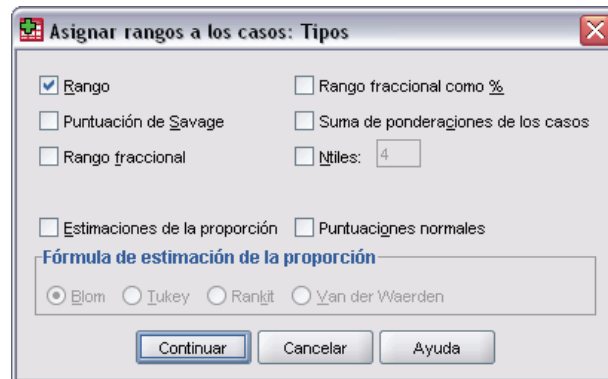 Asignar rangos a los casos: Tipos
Rango
Rango fraccional como %
Puntuación de Savage
Suma de ponderaciones de los casos
Rango fraccional
Ntiles: 4
Estimaciones de la proporción
Puntuaciones normales
Fórmula de estimación de la proporción
Blom Tukey Rankit Van der Waerden
Continuar Cancelar Ayuda